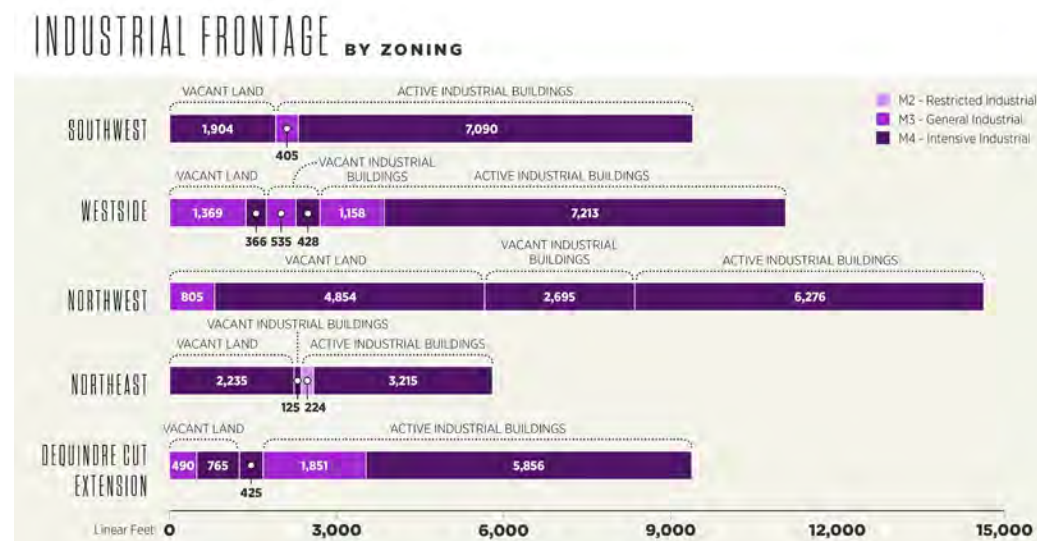 INDUSTRIAL FRONTAGE BY ZONING
M2 - Restricted Industrial
M3 - General Industrial
M4 - Intensive Industrial
VACANT LAND ACTIVE INDUSTRIAL BUILDINGS
SOUTHWEST 1,904 7,090
405
VACANT INDUSTRIAL
BUILDINGS
VACANT LAND ACTIVE INDUSTRIAL BUILDINGS
WESTSIDE 1,369 1,158 7,213
366 535 428
VACANT INDUSTRIAL
BUILDINGS
VACANT LAND ACTIVE INDUSTRIAL BUILDINGS
NORTHWEST 805 4,854 2,695 6,276
VACANT INDUSTRIAL BUILDINGS
VACANT LAND ACTIVE INDUSTRIAL BUILDINGS
NORTHEAST 2,235 3,215
125 224
VACANT LAND ACTIVE INDUSTRIAL BUILDINGS
DEQUINDRE CUT
EXTENSION
490 765 1,851 5,856
425
Linear Feet 0 3,000 6,000 9,000 12,000 15,000